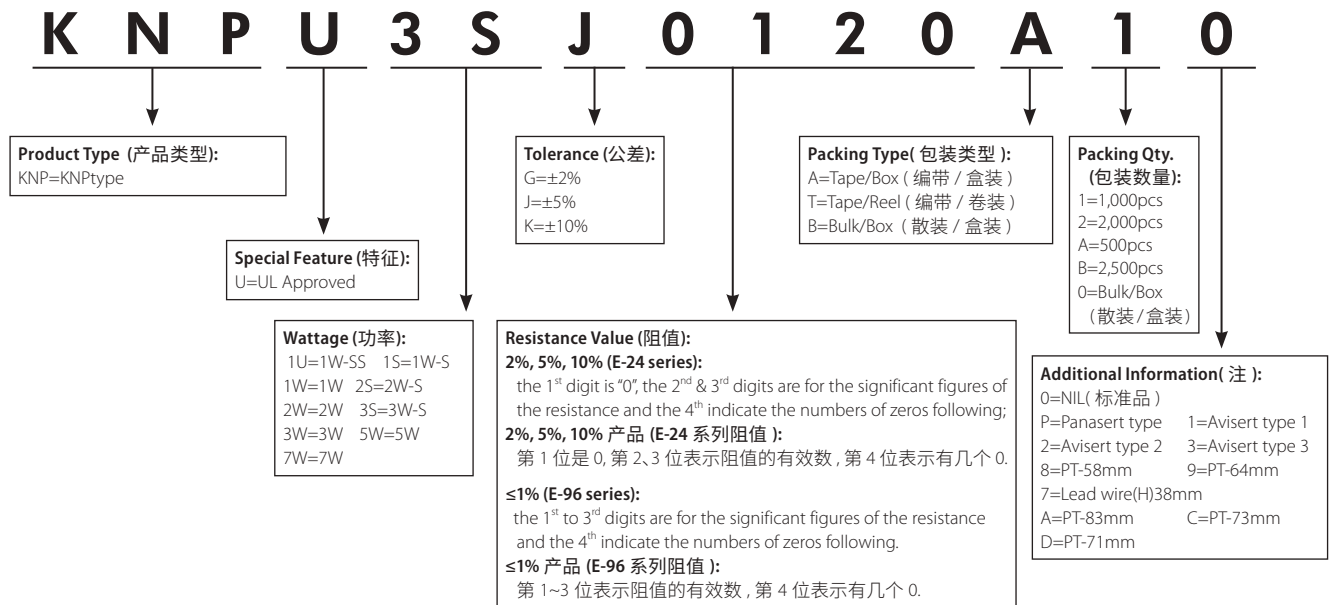 K N P U 3 S J 0 1 2 0 A 1 0
Product Type (产品类型):
KNP=KNPtype
Special Feature (特征):
U=UL Approved
Wattage (功率):
1U=1W-SS 1S=1W-S
1W=1W 2S=2W-S
2W=2W 3S=3W-S
3W=3W 5W=5W
7W=7W
Tolerance (公差):
G=±2%
J=±5%
K=±10%
Resistance Value (阻值):
2%, 5%, 10% (E-24 series):
the 1st digit is “0”, the 2nd & 3rd digits are for the significant figures of
the resistance and the 4th indicate the numbers of zeros following;
2%, 5%, 10% 产品 (E-24 系列阻值 ):
第 1 位是 0, 第 2、3 位表示阻值的有效数 , 第 4 位表示有几个 0.
≤1% (E-96 series):
the 1st to 3rd digits are for the significant figures of the resistance
and the 4th indicate the numbers of zeros following.
≤1% 产品 (E-96 系列阻值 ):
第 1~3 位表示阻值的有效数 , 第 4 位表示有几个 0.
Packing Type( 包装类型 ):
A=Tape/Box ( 编带 / 盒装 )
T=Tape/Reel ( 编带 / 卷装 )
B=Bulk/Box ( 散装 / 盒装 )
Packing Qty.
(包装数量):
1=1,000pcs
2=2,000pcs
A=500pcs
B=2,500pcs
0=Bulk/Box
(散装/盒装)
Additional Information( 注 ):
0=NIL( 标准品 )
P=Panasert type 1=Avisert type 1
2=Avisert type 2 3=Avisert type 3
8=PT-58mm 9=PT-64mm
7=Lead wire(H)38mm
A=PT-83mm C=PT-73mm
D=PT-71mm